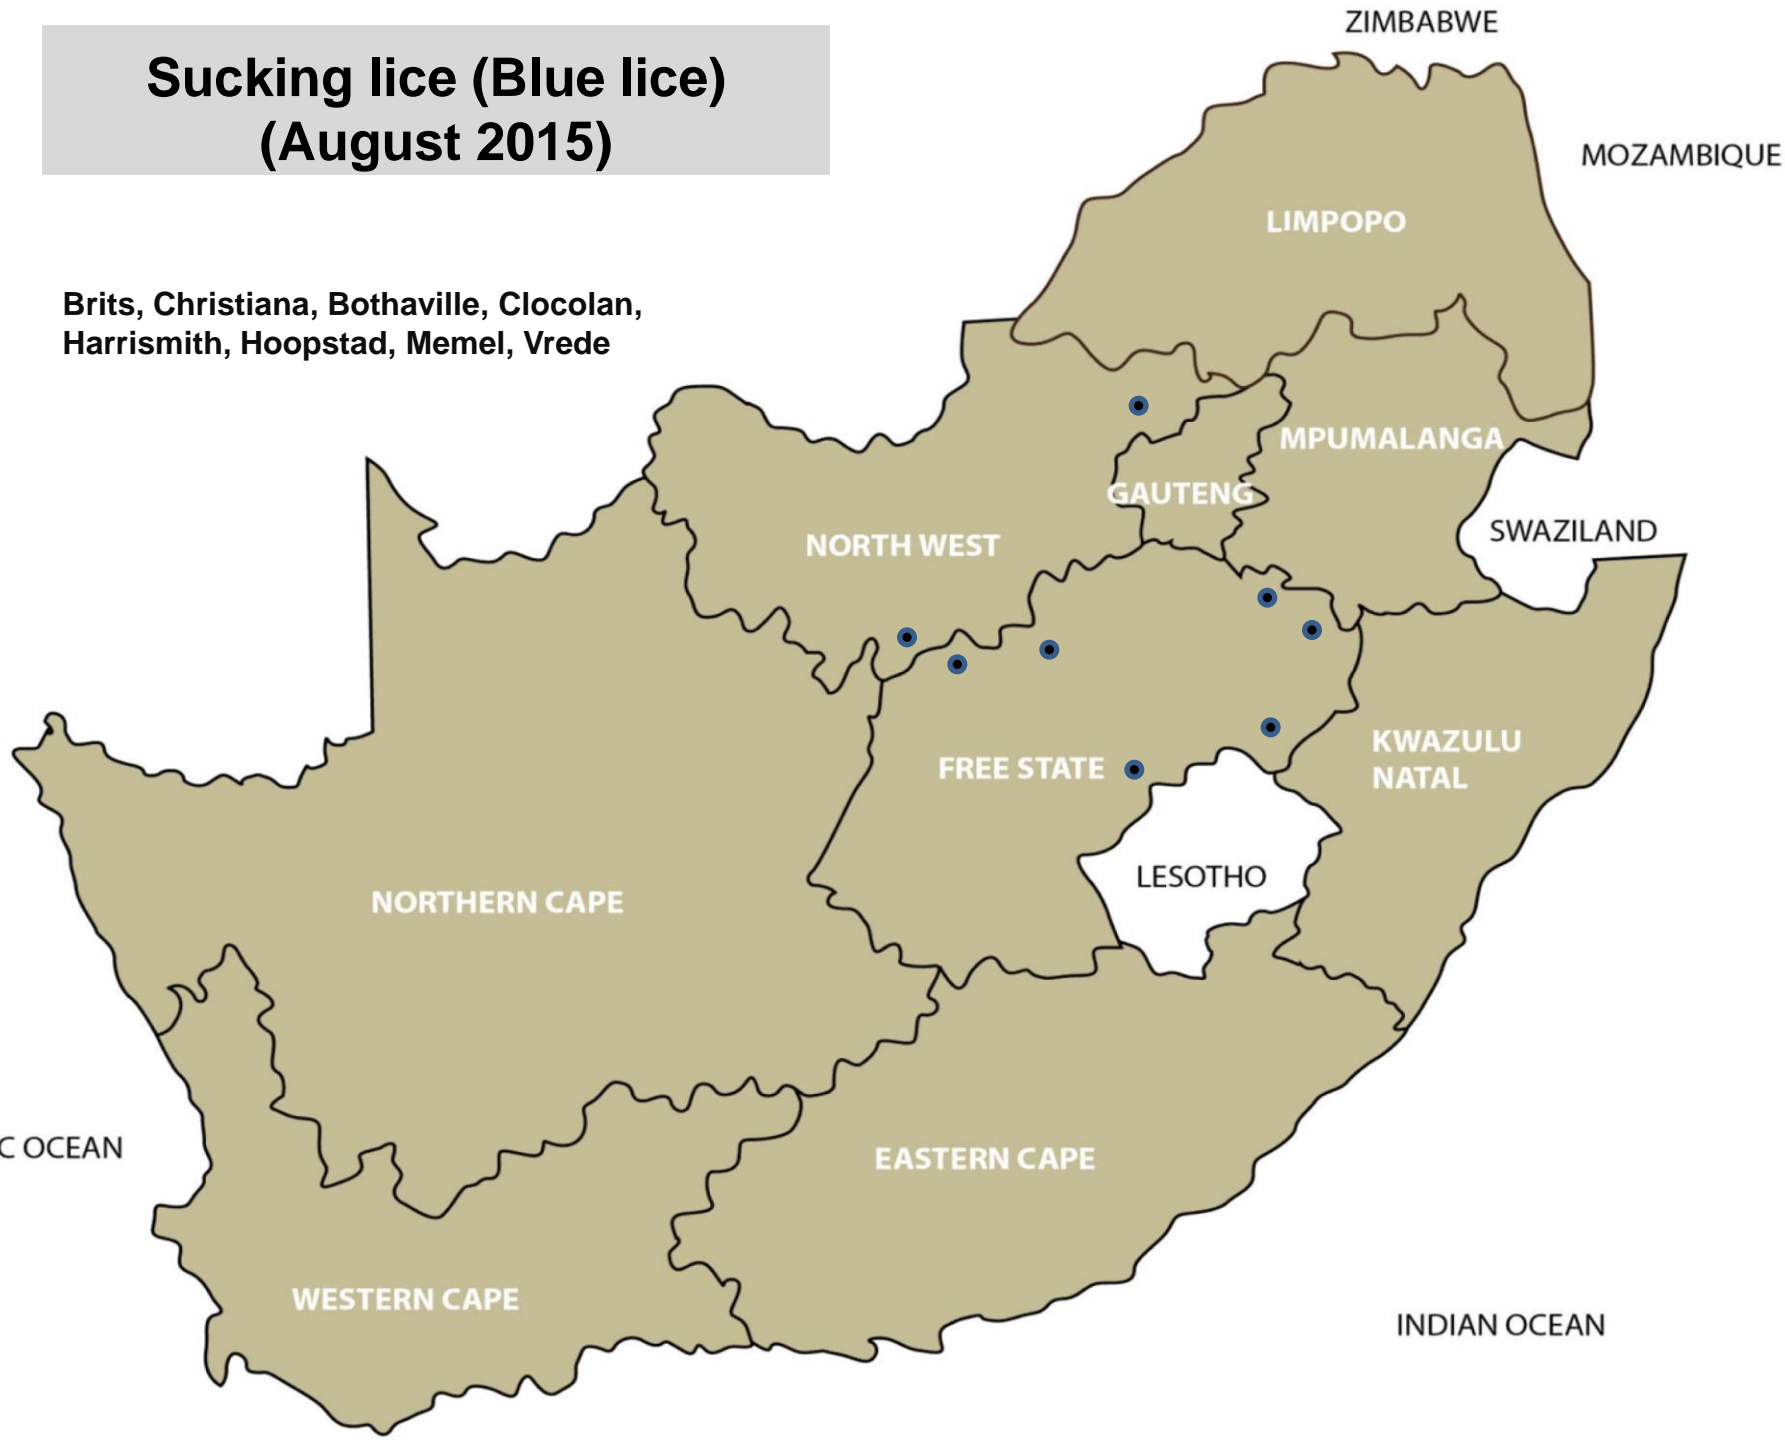 Sucking lice (Blue lice)
(August 2015)
Brits, Christiana, Bothaville, Clocolan,
Harrismith, Hoopstad, Memel, Vrede
ZIMBABWE
MOZAMBIQUE
LIMPOPO
MPUMALANGA
GAUTENG
SWAZILAND
NORTH WEST
KWAZULU
NATAL
FREE STATE
LESOTHO
NORTHERN CAPE
C OCEAN
EASTERN CAPE
WESTERN CAPE
INDIAN OCEAN